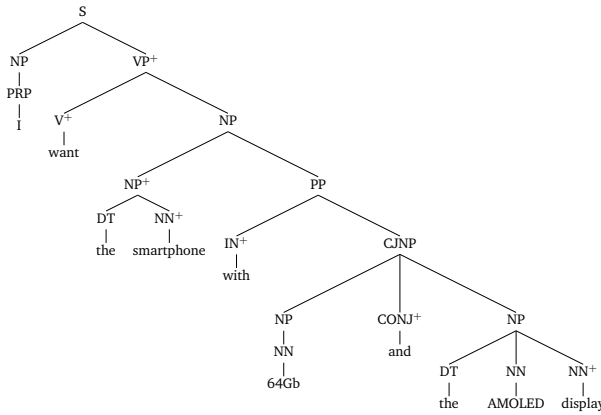 S
NP VP+
PRP
I V+ NP
want
NP+ PP
DT NN+
the smartphone IN+ CJNP
with
NP CONJ+ NP
NN and
64Gb DT NN NN+
the AMOLED display